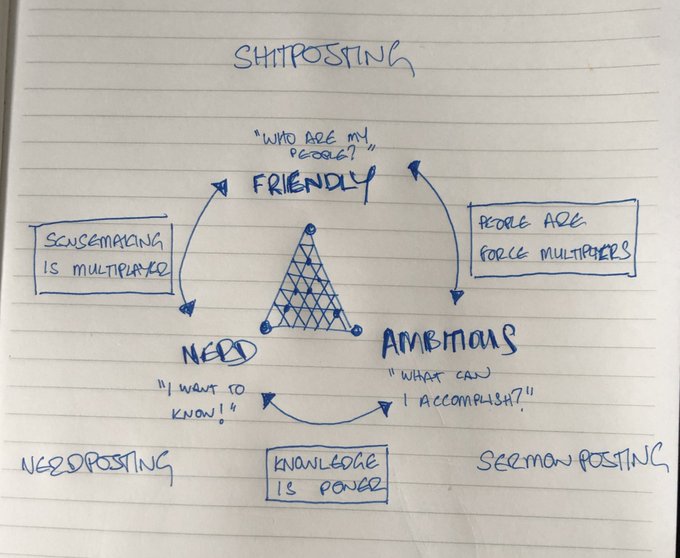 SHITPOSTING
"WHO ARE MY
PEOPLE?"
FRIENDLY
SENSEMAKING
IS MULTIPLAYER
PEOPLE ARE
FORCE MULTIPLIERS
NERD
"I WANT TO
KNOW!"
AMBITIOUS
"WHAT CAN
I ACCOMPLISH?"
NERDPOSTING
KNOWLEDGE
IS POWER
SERMONPOSTING